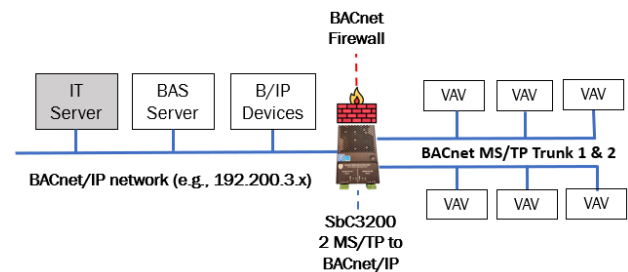 BACnet
Firewall
IT
Server
BAS
Server
B/IP
Devices
VAV
VAV
VAV
BACnet MS/TP Trunk 1 & 2
BACnet/IP network (e.g., 192.200.3.x)
VAV
VAV
VAV
SbC3200
2 MS/TP to
BACnet/IP